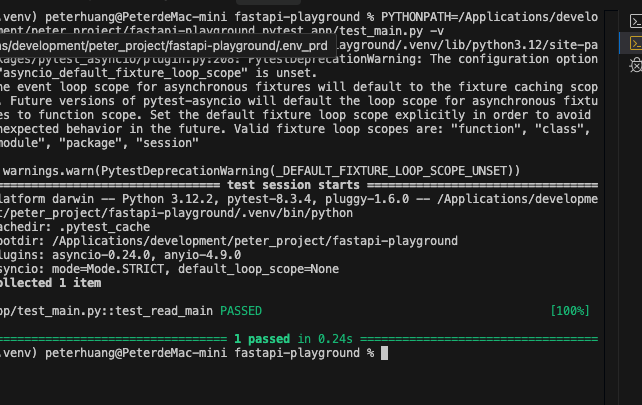 .venv) peterhuang@PeterdeMac-mini fastapi-playground % PYTHONPATH=/Applications/develo
ment/peter_project/fastapi-playground pytest app/test_main.py -v
ns/development/peter_project/fastapi-playground/.env_prd
layground/.venv/lib/python3.12/site-pa
kages/pytest_asyncio/plugin.py:208: PytestDeprecationWarning: The configuration option
"asyncio_default_fixture_loop_scope" is unset.
he event loop scope for asynchronous fixtures will default to the fixture caching scop
. Future versions of pytest-asyncio will default the loop scope for asynchronous fixtu
es to function scope. Set the default fixture loop scope explicitly in order to avoid
nexpected behavior in the future. Valid fixture loop scopes are: "function", "class",
module", "package", "session"
warnings.warn(PytestDeprecationWarning(_DEFAULT_FIXTURE_LOOP_SCOPE_UNSET))
================================ test session starts =================================
latform darwin -- Python 3.12.2, pytest-8.3.4, pluggy-1.6.0 -- /Applications/developme
t/peter_project/fastapi-playground/.venv/bin/python
achedir: .pytest_cache
ootdir: /Applications/development/peter_project/fastapi-playground
lugins: asyncio-0.24.0, anyio-4.9.0
syncio: mode=Mode.STRICT, default_loop_scope=None
ollected 1 item
pp/test_main.py::test_read_main PASSED [100%]
================================= 1 passed in 0.24s ==================================
.venv) peterhuang@PeterdeMac-mini fastapi-playground %